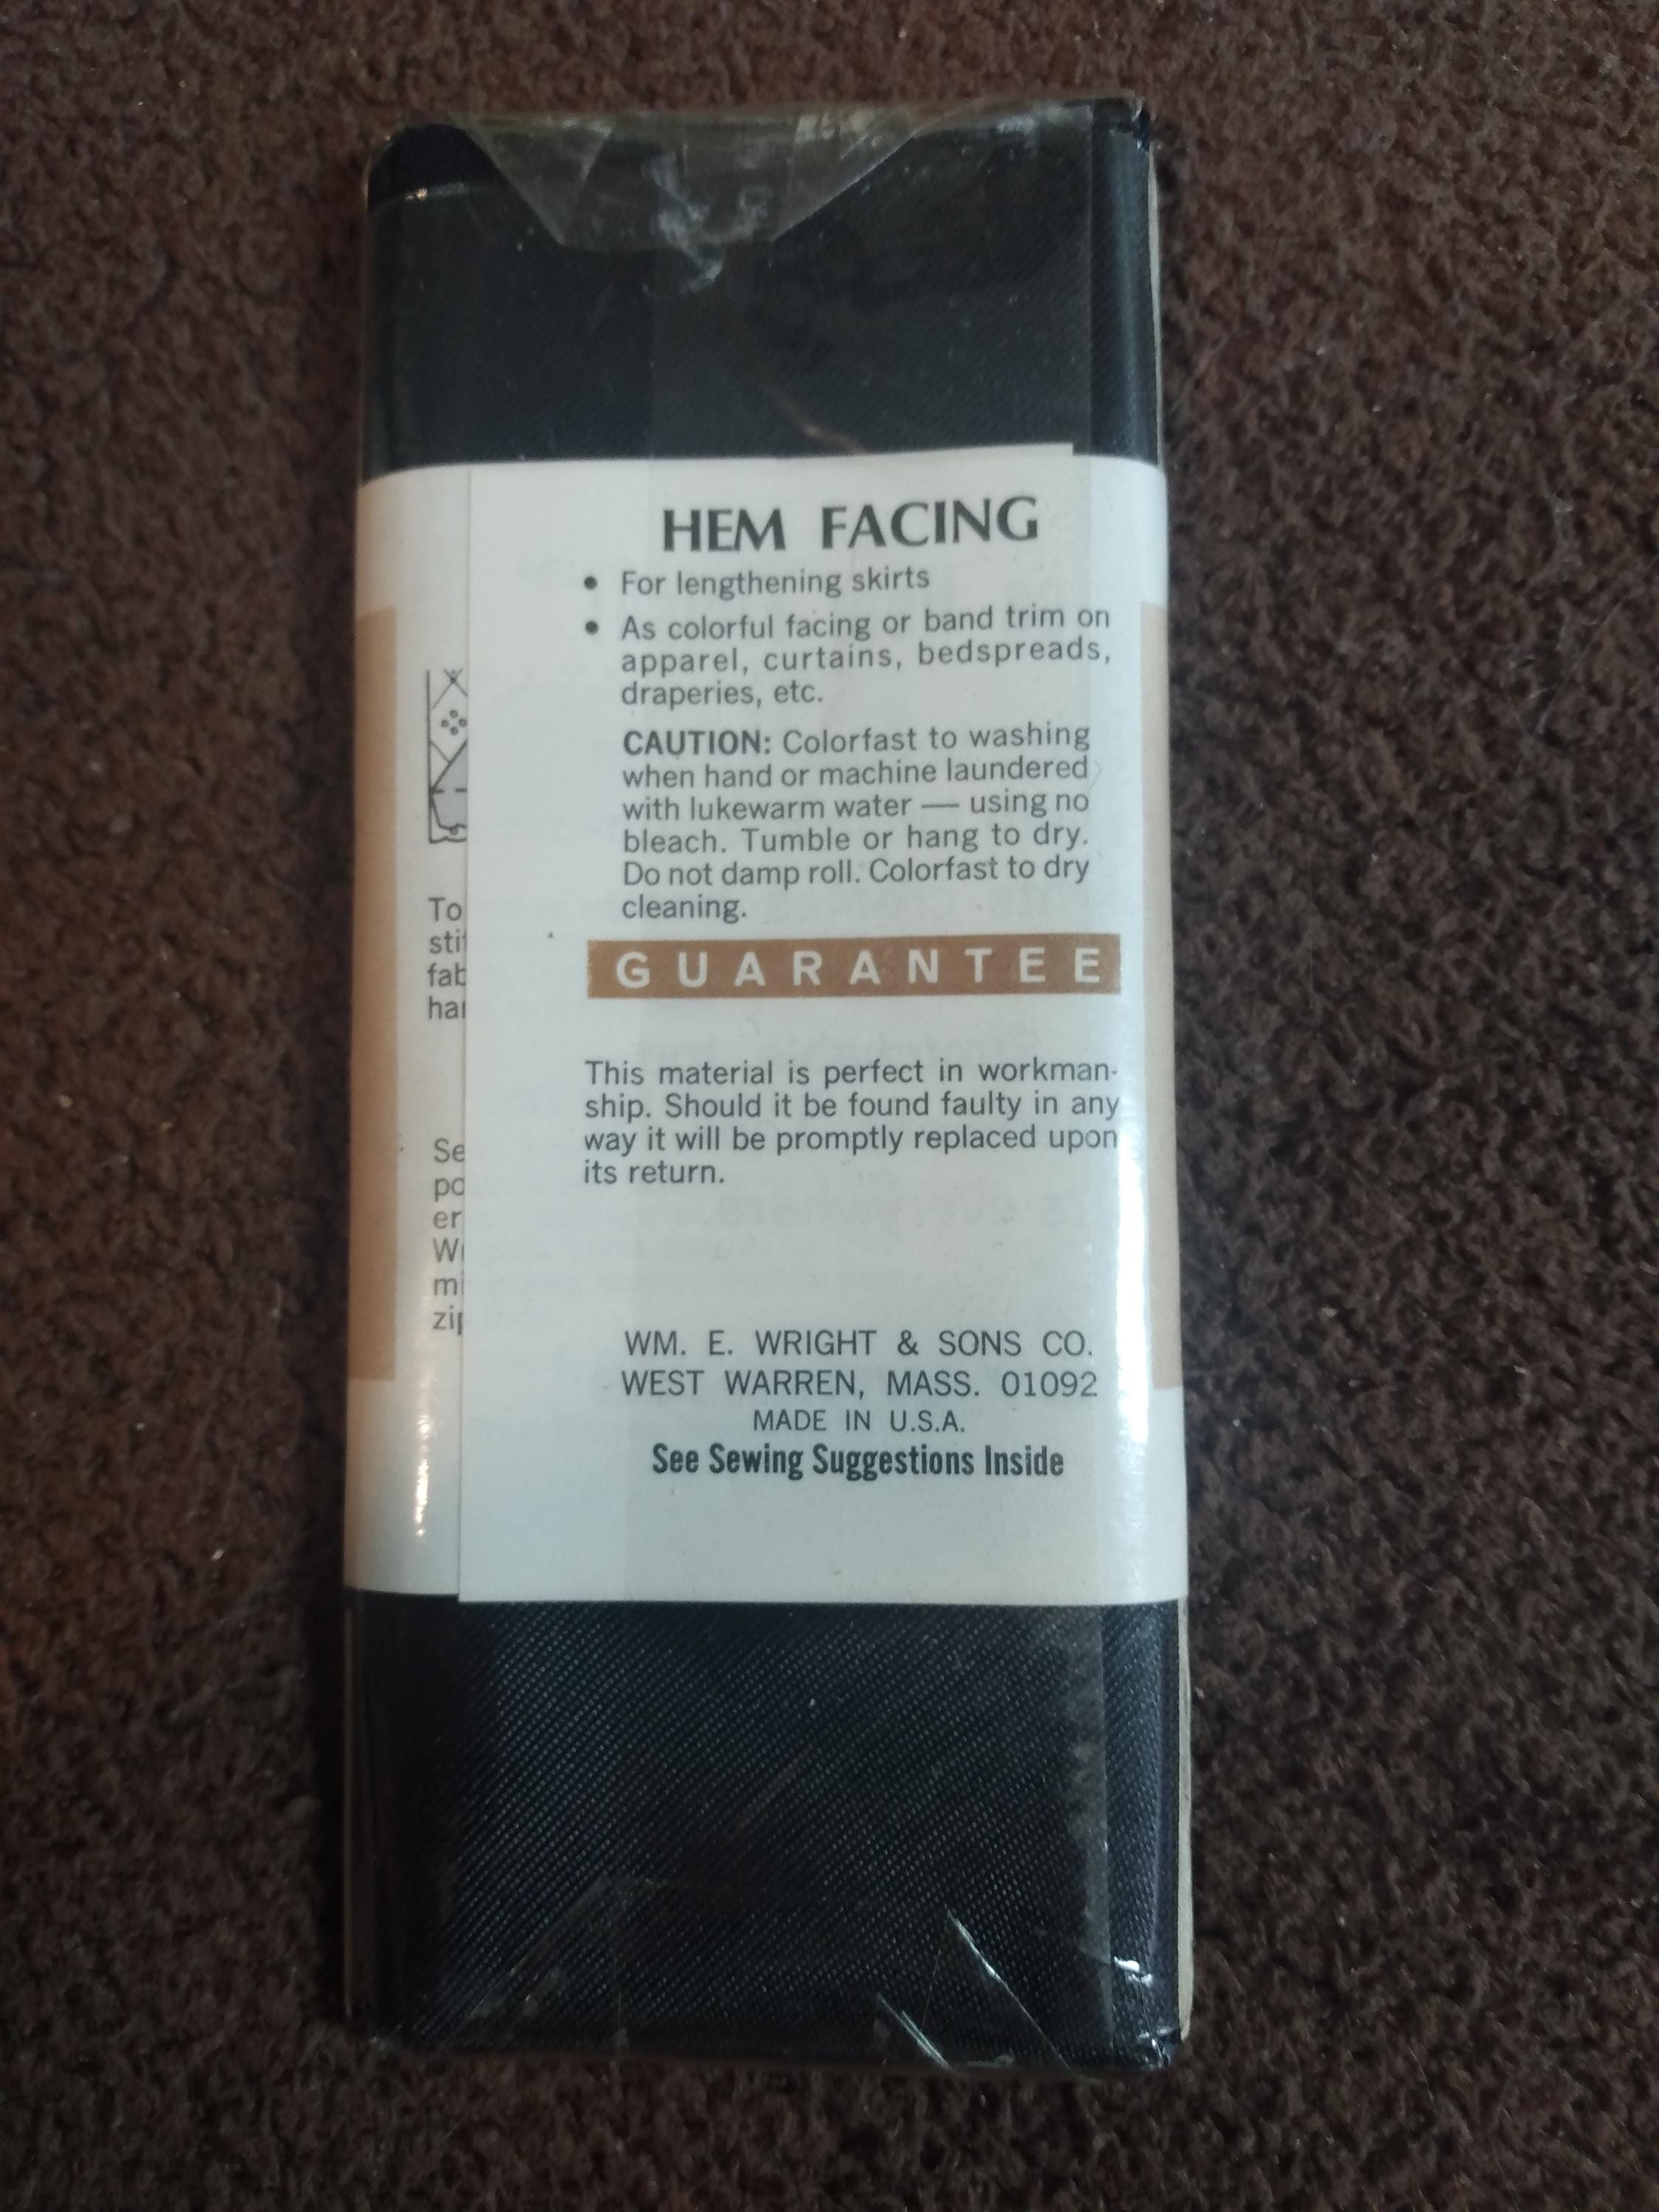 HEM FACING
• For lengthening skirts
• As colorful facing or band trim on
apparel, curtains, bedspreads,
draperies, etc.
CAUTION: Colorfast to washing
when hand or machine laundered
with lukewarm water — using no
bleach. Tumble or hang to dry.
Do not damp roll. Colorfast to dry
cleaning.
GUARANTEE
This material is perfect in workman-
ship. Should it be found faulty in any
way it will be promptly replaced upon
its return.
WM. E. WRIGHT & SONS CO.
WEST WARREN, MASS. 01092
MADE IN U.S.A.
See Sewing Suggestions Inside
To